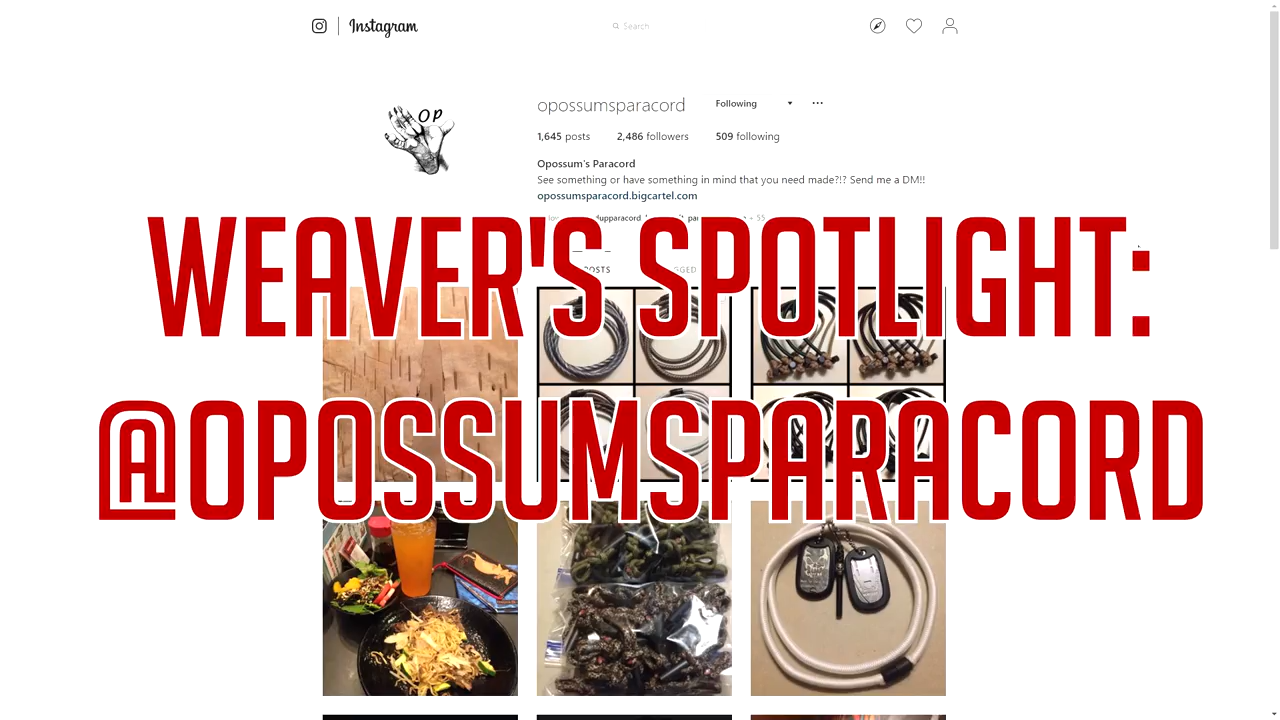 Instagram
Search
OP
opossumsparacord
Following
1,645 posts
2,486 followers
509 following
Opossum's Paracord
See something or have something in mind that you need made?!? Send me a DM!!
opossumsparacord.bigcartel.com
WEAVER'S SPOTLIGHT:
@OPOSSUMSPARACORD